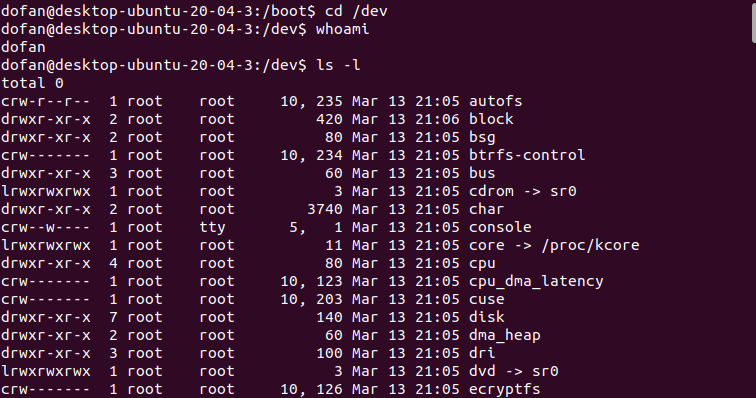 dofan@desktop-ubuntu-20-04-3:/boot$ cd /dev
dofan@desktop-ubuntu-20-04-3:/dev$ whoami
dofan
dofan@desktop-ubuntu-20-04-3:/dev$ ls -l
total 0
crw-r--r--  1 root    root     10, 235 Mar 13 21:05 autofs
drwxr-xr-x  2 root    root         420 Mar 13 21:06 block
drwxr-xr-x  2 root    root          80 Mar 13 21:05 bsg
crw-------  1 root    root     10, 234 Mar 13 21:05 btrfs-control
drwxr-xr-x  3 root    root          60 Mar 13 21:05 bus
lrwxrwxrwx  1 root    root           3 Mar 13 21:05 cdrom -> sr0
drwxr-xr-x  2 root    root        3740 Mar 13 21:05 char
crw--w----  1 root    tty       5,   1 Mar 13 21:05 console
lrwxrwxrwx  1 root    root          11 Mar 13 21:05 core -> /proc/kcore
drwxr-xr-x  4 root    root          80 Mar 13 21:05 cpu
crw-------  1 root    root     10, 123 Mar 13 21:05 cpu_dma_latency
crw-------  1 root    root     10, 203 Mar 13 21:05 cuse
drwxr-xr-x  7 root    root         140 Mar 13 21:05 disk
drwxr-xr-x  2 root    root          60 Mar 13 21:05 dma_heap
drwxr-xr-x  3 root    root         100 Mar 13 21:05 dri
lrwxrwxrwx  1 root    root           3 Mar 13 21:05 dvd -> sr0
crw-------  1 root    root     10, 126 Mar 13 21:05 ecryptfs